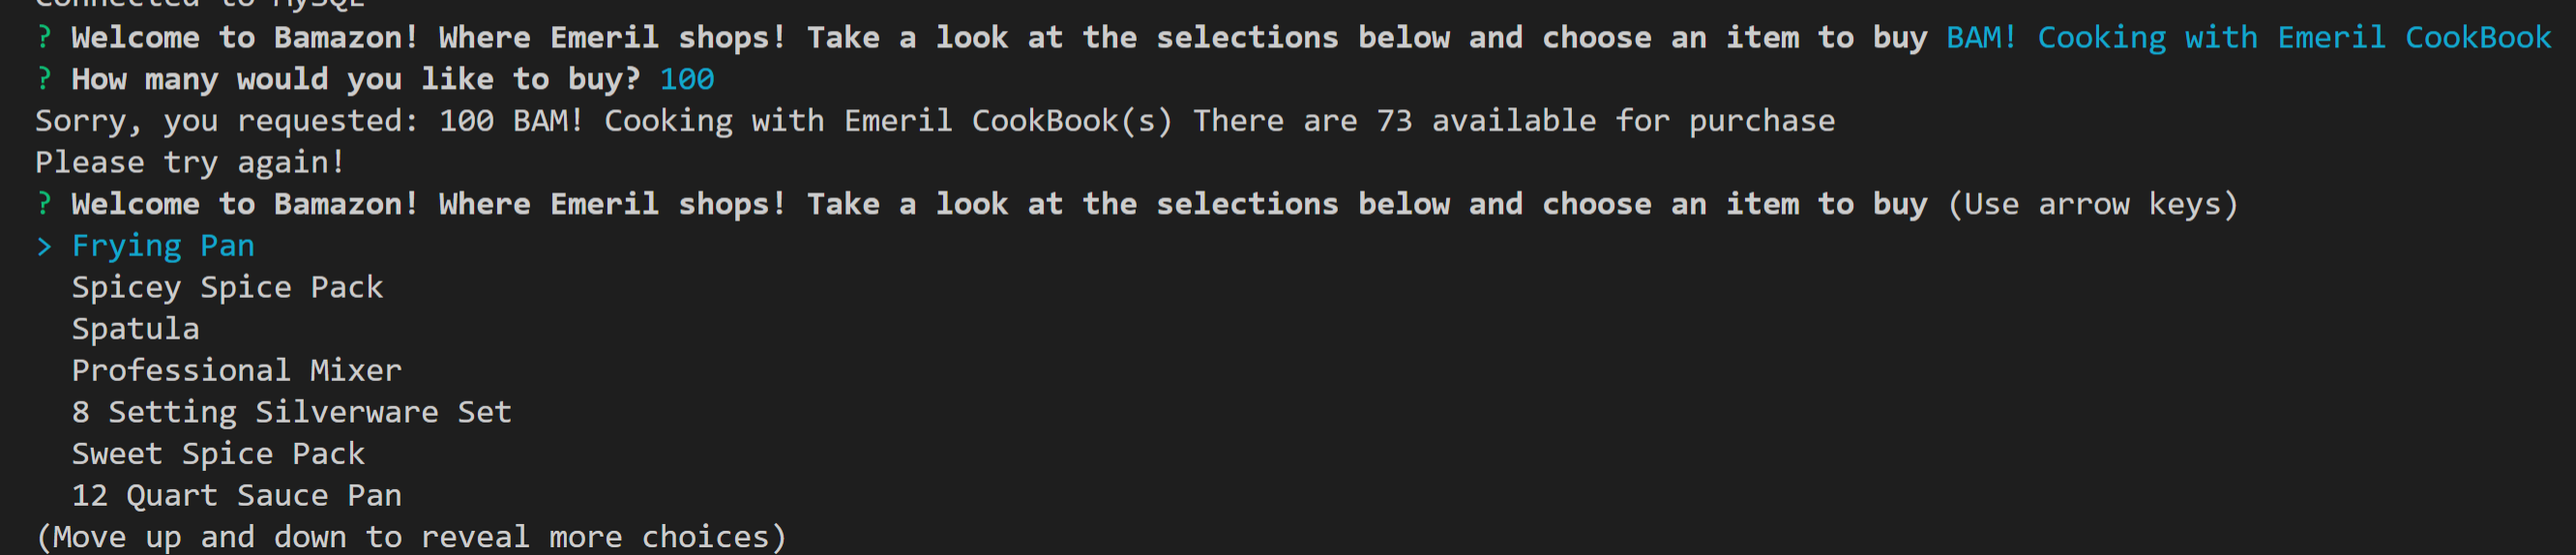 Connected to MySQL
? Welcome to Bamazon! Where Emeril shops! Take a look at the selections below and choose an item to buy BAM! Cooking with Emeril CookBook
? How many would you like to buy? 100
Sorry, you requested: 100 BAM! Cooking with Emeril CookBook(s) There are 73 available for purchase
Please try again!
? Welcome to Bamazon! Where Emeril shops! Take a look at the selections below and choose an item to buy (Use arrow keys)
> Frying Pan
Spicey Spice Pack
Spatula
Professional Mixer
8 Setting Silverware Set
Sweet Spice Pack
12 Quart Sauce Pan
(Move up and down to reveal more choices)